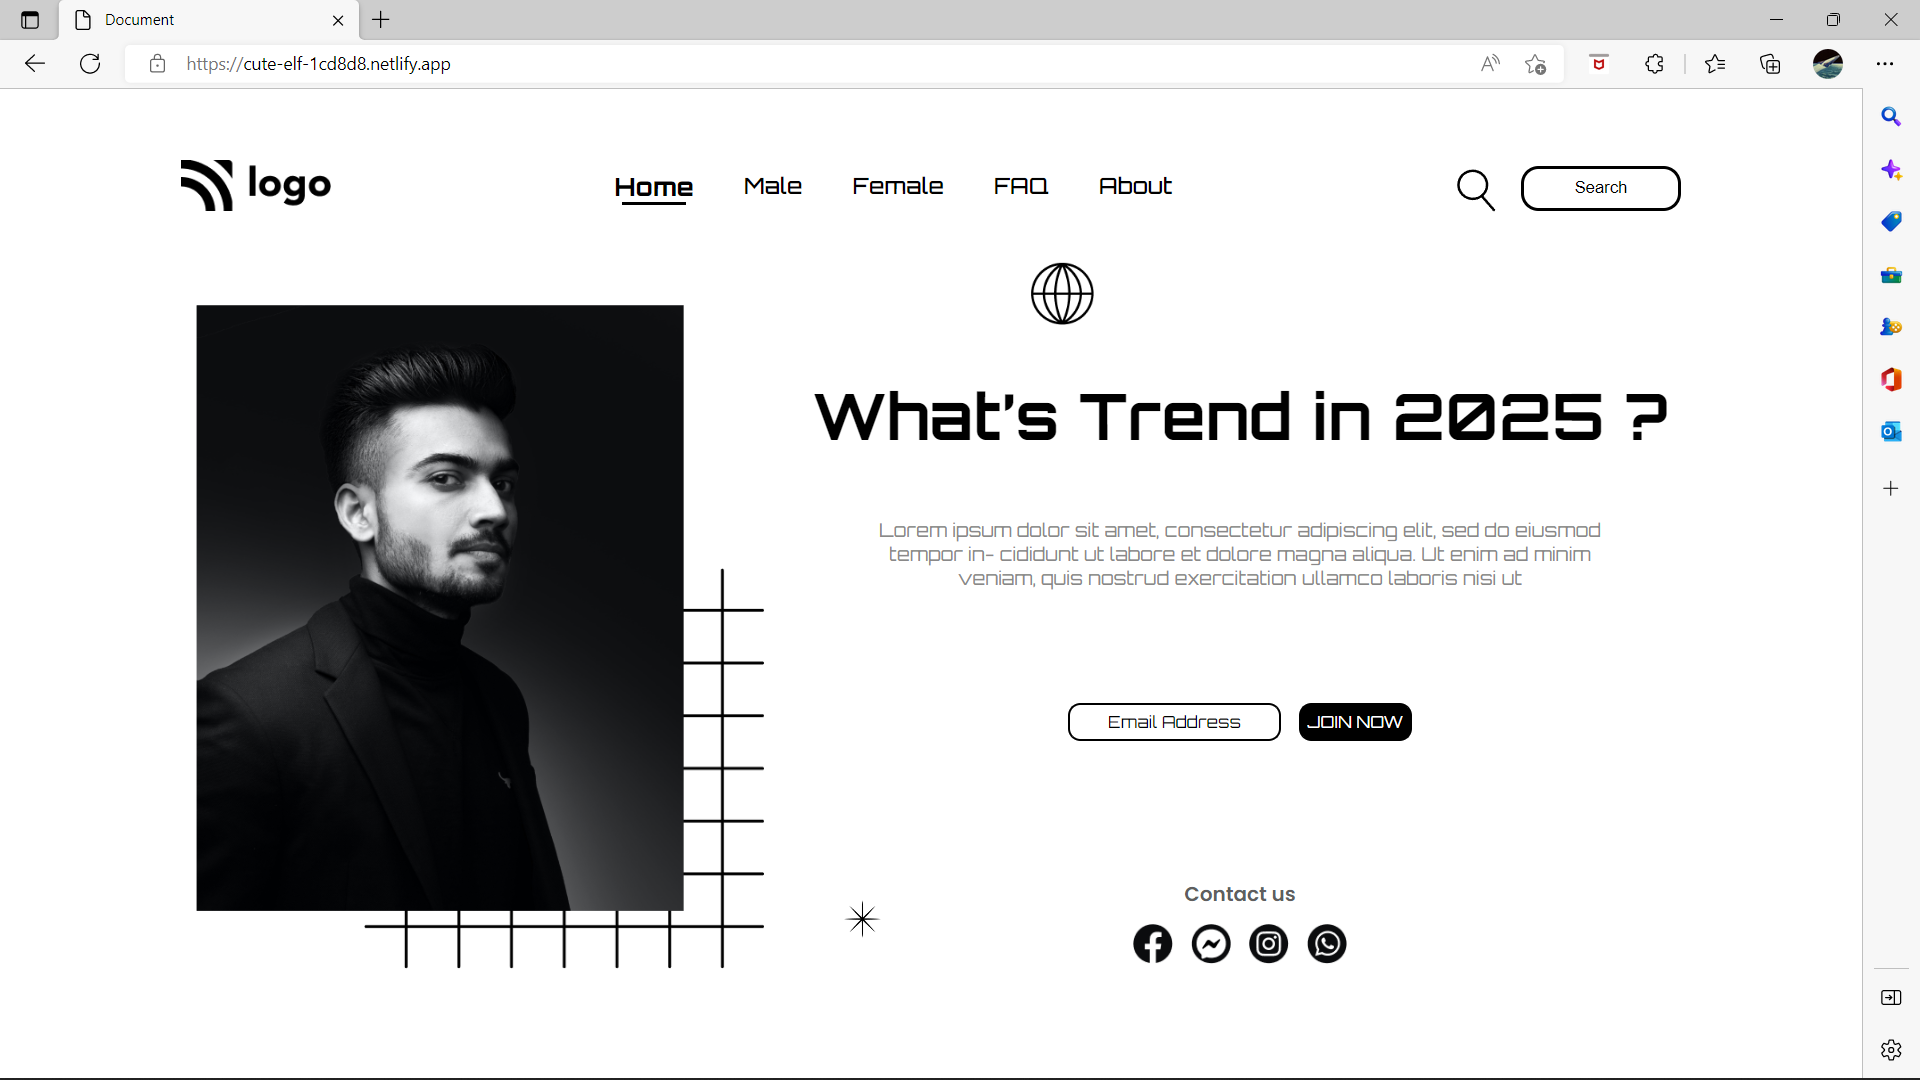 Document
https://cute-elf-1cd8d8.netlify.app
logo
Home Male Female FAQ About
Search
What's Trend in 2025 ?
Lorem ipsum dolor sit amet, consectetur adipiscing elit, sed do eiusmod
tempor in- cididunt ut labore et dolore magna aliqua. Ut enim ad minim
veniam, quis nostrud exercitation ullamco laboris nisi ut
Email Address JOIN NOW
Contact us